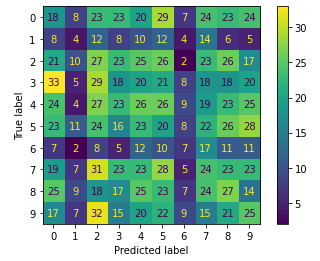 0 18 8 23 23 20 29 7 24 23 24
1 8 4 12 8 10 12 4 14 6 5
2 21 10 27 23 25 26 2 23 26 17
3 33 5 29 18 20 21 8 18 18 20
4 24 4 27 23 26 26 9 19 23 25
5 23 11 24 16 23 20 8 22 26 28
6 7 2 8 5 12 10 7 17 11 11
7 19 7 31 23 23 28 5 24 23 23
8 25 9 18 17 25 23 7 24 27 14
9 17 7 32 15 20 22 9 15 21 25
0 1 2 3 4 5 6 7 8 9
Predicted label
True label
30
25
20
15
10
5